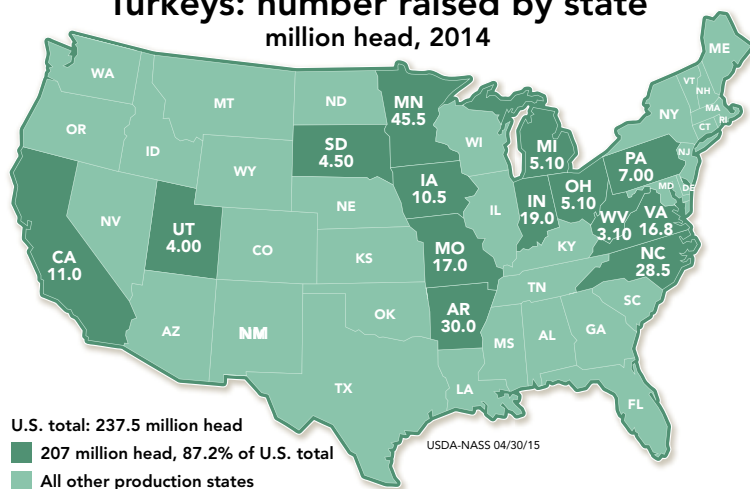 Turkeys: number raised by state
million head, 2014
WA
MT
ND
MN
45.5
ME
VT
NH
MA
RI
CT
NY
OR
ID
WY
SD
4.50
WI
MI
5.10
PA
7.00
NJ
MD
DE
NV
UT
4.00
CO
NE
IA
10.5
IL
IN
19.0
OH
5.10
WV
3.10
VA
16.8
CA
11.0
KS
MO
17.0
KY
NC
28.5
AZ
NM
OK
AR
30.0
TN
SC
TX
LA
MS
AL
GA
FL
U.S. total: 237.5 million head
207 million head, 87.2% of U.S. total
All other production states
USDA-NASS 04/30/15